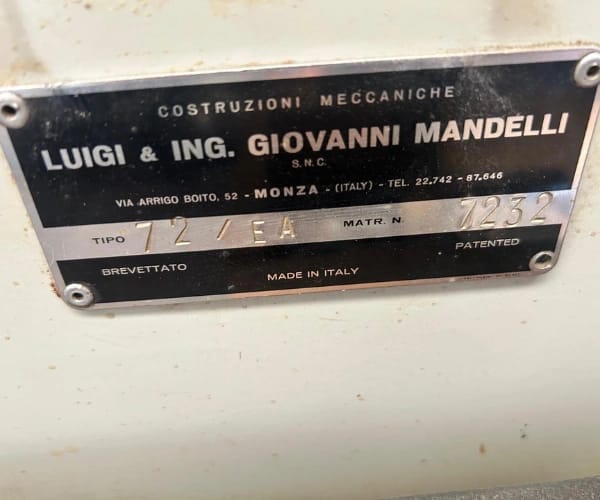 COSTRUZIONI MECCANICHE
LUIGI & ING. GIOVANNI MANDELLI
S.N.C.
VIA ARRIGO BOITO, 52 - MONZA - (ITALY) - TEL. 22.742 - 87.646
TIPO 72/EA MATR. N. 7232
BREVETTATO PATENTED
MADE IN ITALY